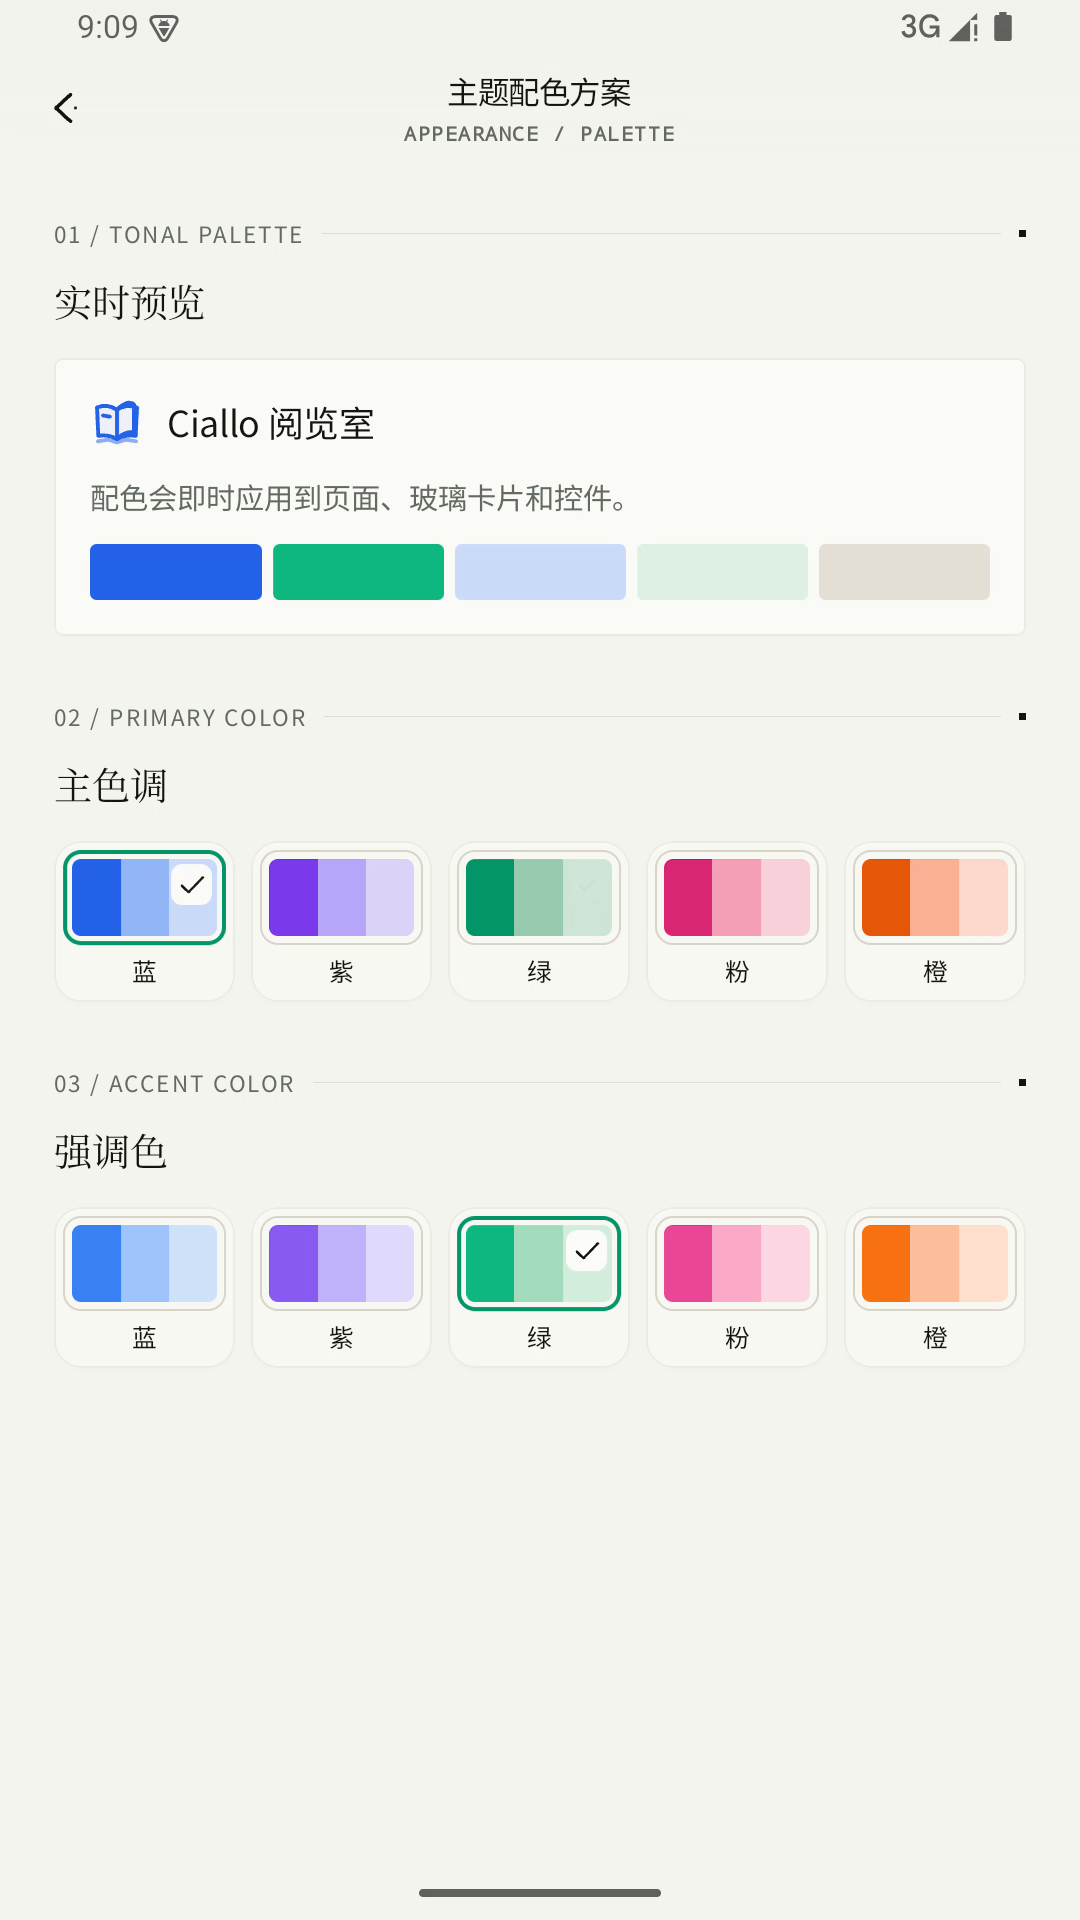 9:09
3G
主题配色方案
APPEARANCE / PALETTE
01 / TONAL PALETTE
实时预览
Ciallo 阅览室
配色会即时应用到页面、玻璃卡片和控件。
02 / PRIMARY COLOR
主色调
蓝 紫 绿 粉 橙
03 / ACCENT COLOR
强调色
蓝 紫 绿 粉 橙